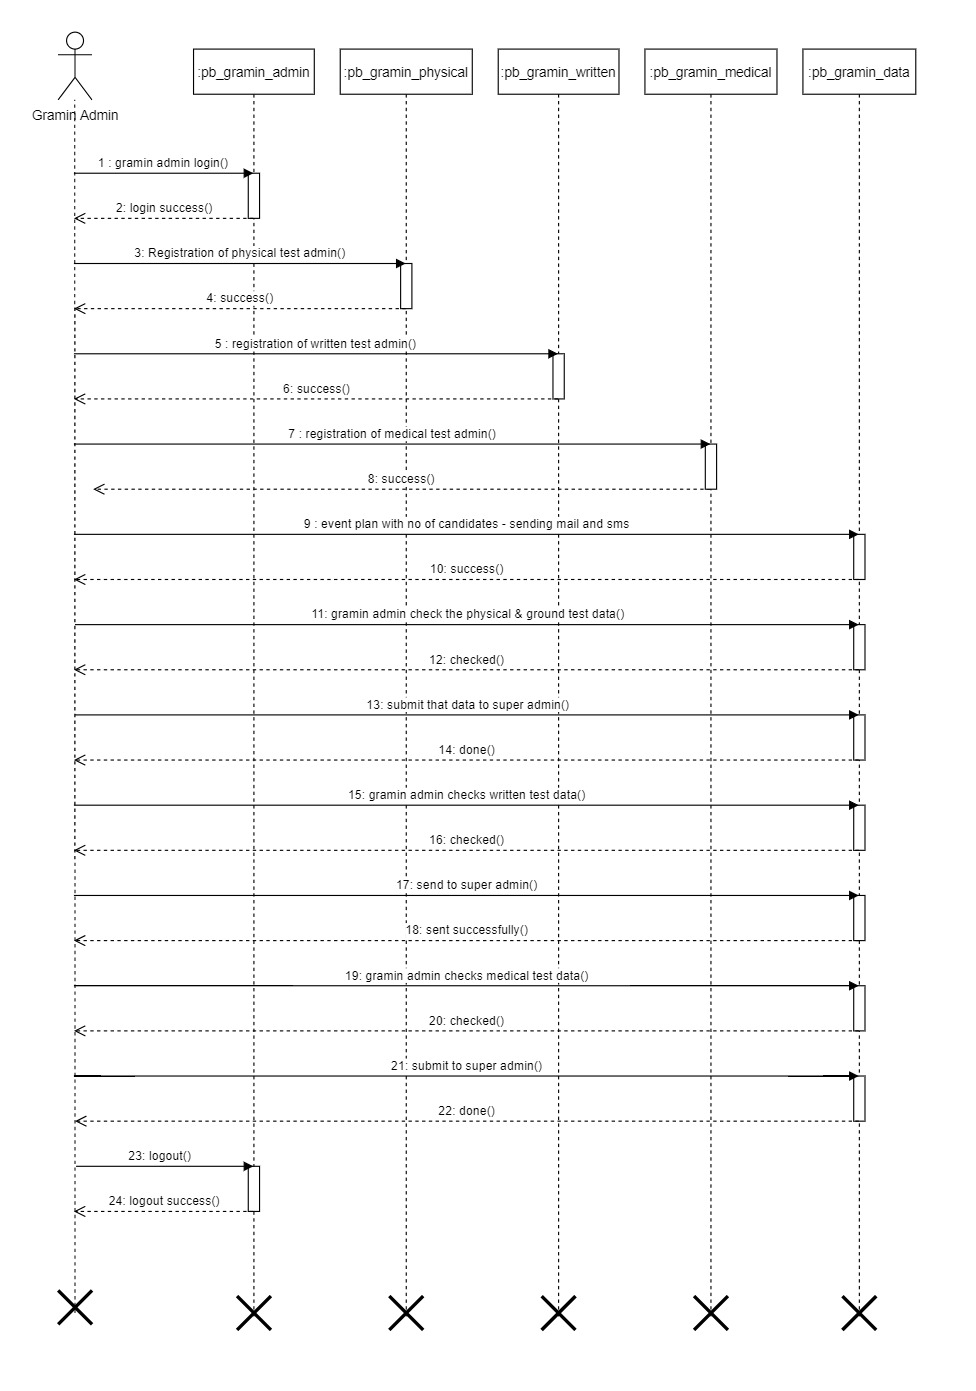 :pb_gramin_admin
:pb_gramin_physical
:pb_gramin_written
:pb_gramin_medical
:pb_gramin_data
Gramin Admin
1 : gramin admin login()
2: login success()
3: Registration of physical test admin()
4: success()
5 : registration of written test admin()
6: success()
7 : registration of medical test admin()
8: success()
9 : event plan with no of candidates - sending mail and sms
10: success()
11: gramin admin check the physical & ground test data()
12: checked()
13: submit that data to super admin()
14: done()
15: gramin admin checks written test data()
16: checked()
17: send to super admin()
18: sent successfully()
19: gramin admin checks medical test data()
20: checked()
21: submit to super admin()
22: done()
23: logout()
24: logout success()